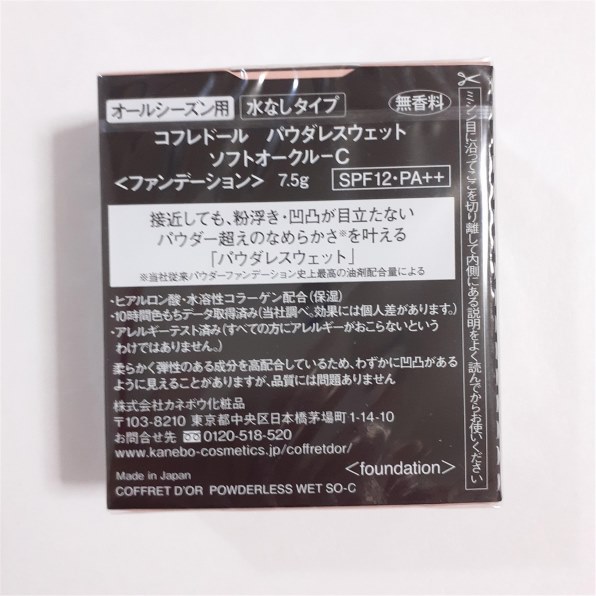 オールシーズン用 水なしタイプ 無香料
コフレドール パウダレスウェット
ソフトオークル－C
＜ファンデーション＞ 7.5g SPF12・PA++
接近しても、粉浮き・凹凸が目立たない
パウダー超えのなめらかさ※を叶える
「パウダレスウェット」
※当社従来パウダーファンデーション史上最高の油剤配合量による
・ヒアルロン酸・水溶性コラーゲン配合（保湿）
・10時間色もちデータ取得済み（当社調べ。効果には個人差があります。）
・アレルギーテスト済み（すべての方にアレルギーがおこらないという
わけではありません。）
柔らかく弾性のある成分を高配合しているため、わずかに凹凸がある
ように見えることがありますが、品質には問題ありません
株式会社カネボウ化粧品
〒103-8210 東京都中央区日本橋茅場町1-14-10
お問合せ先 0120-518-520
www.kanebo-cosmetics.jp/coffretdor/
＜foundation＞
Made in Japan
COFFRET D'OR POWDERLESS WET SO-C
ミシン目に沿ってここを切り離して内側にある説明をよく読んでからお使いください